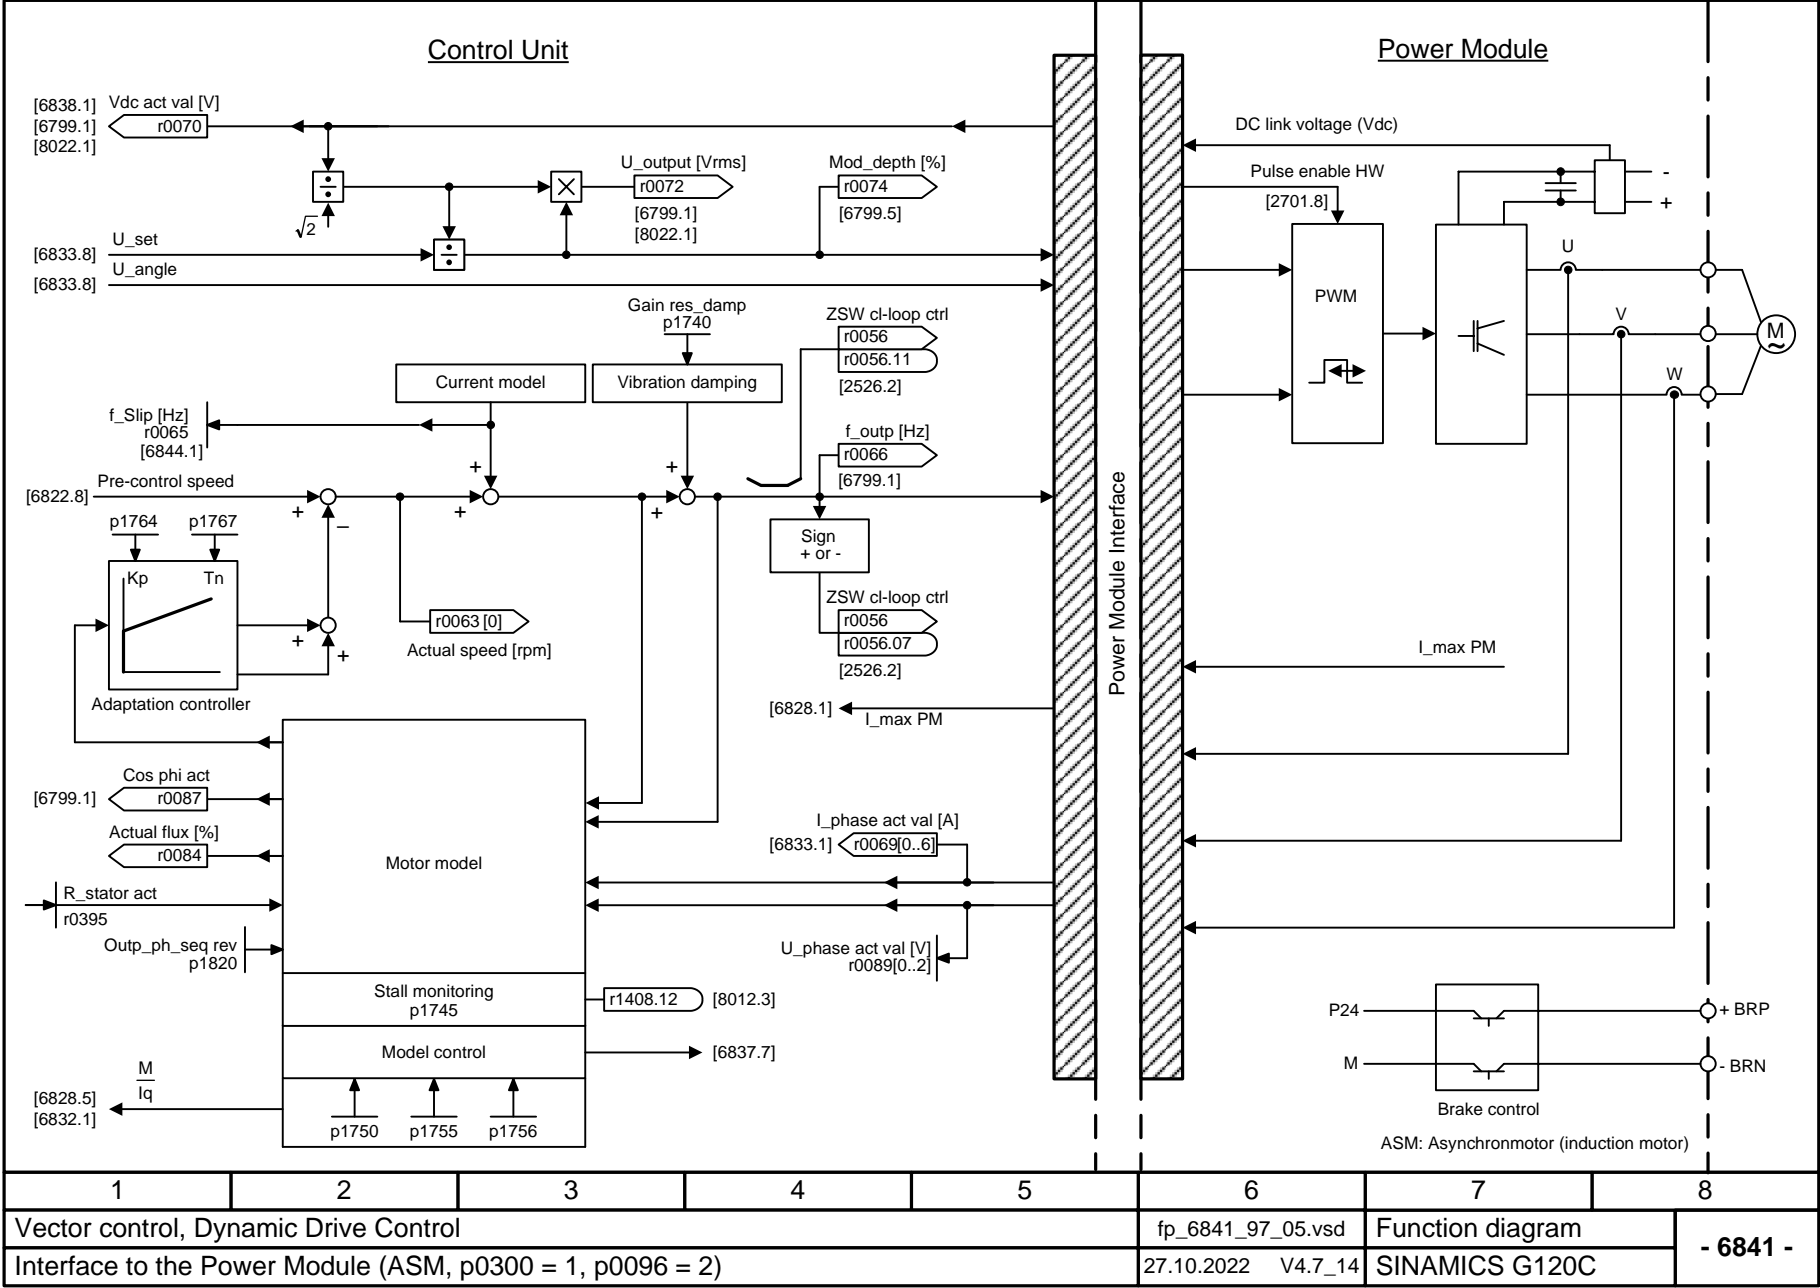 Control Unit
Power Module
[6838.1]
Vdc act val [V]
[6799.1]
r0070
[8022.1]
DC link voltage (Vdc)
÷
√2
×
U_output [Vrms]
r0072
[6799.1]
[8022.1]
Mod_depth [%]
r0074
[6799.5]
Pulse enable HW
[2701.8]
-
+
U_set
[6833.8]
÷
U_angle
[6833.8]
U
V
W
PWM
M
~
Gain res_damp
p1740
ZSW cl-loop ctrl
r0056
r0056.11
[2526.2]
Current model
Vibration damping
f_Slip [Hz]
r0065
[6844.1]
f_outp [Hz]
r0066
[6799.1]
Pre-control speed
[6822.8]
+
–
+
+
+
+
p1764
p1767
Kp
Tn
+
+
Adaptation controller
r0063 [0]
Actual speed [rpm]
Sign
+ or -
ZSW cl-loop ctrl
r0056
r0056.07
[2526.2]
Power Module Interface
I_max PM
[6828.1]
I_max PM
Cos phi act
[6799.1]
r0087
Actual flux [%]
r0084
Motor model
I_phase act val [A]
[6833.1]
r0069[0..6]
R_stator act
r0395
Outp_ph_seq rev
p1820
U_phase act val [V]
r0089[0..2]
Stall monitoring
p1745
r1408.12
[8012.3]
Model control
[6837.7]
M
Iq
[6828.5]
[6832.1]
p1750
p1755
p1756
P24
+ BRP
M
- BRN
Brake control
ASM: Asynchronmotor (induction motor)
1 2 3 4 5 6 7 8
Vector control, Dynamic Drive Control
fp_6841_97_05.vsd
Function diagram
- 6841 -
Interface to the Power Module (ASM, p0300 = 1, p0096 = 2)
27.10.2022 V4.7_14
SINAMICS G120C